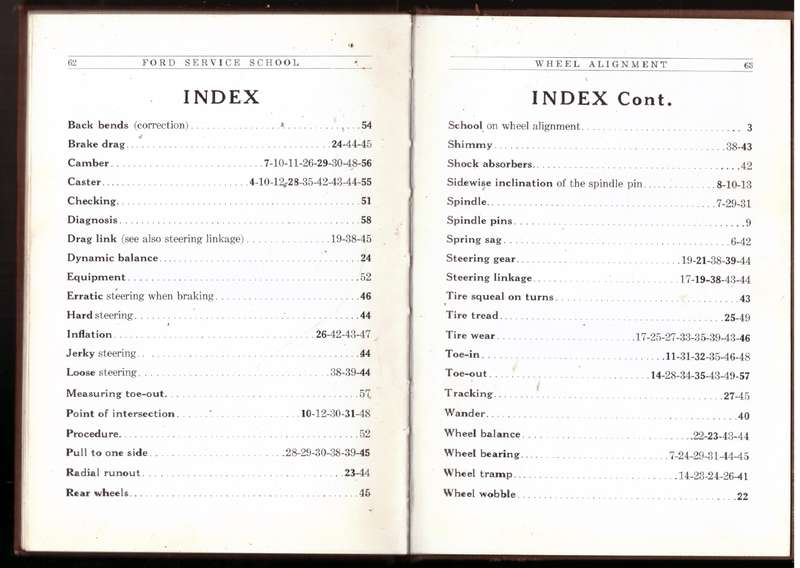 62 FORD SERVICE SCHOOL
INDEX
Back bends (correction) 54
Brake drag 24-44-45
Camber 7-10-11-26-29-30-48-56
Caster 4-10-12-28-35-42-43-44-55
Checking 51
Diagnosis 58
Drag link (see also steering linkage) 19-38-45
Dynamic balance 24
Equipment 52
Erratic steering when braking 46
Hard steering 44
Inflation 26-42-43-47
Jerky steering 44
Loose steering 38-39-44
Measuring toe-out 57
Point of intersection 10-12-30-31-48
Procedure 52
Pull to one side 28-29-30-38-39-45
Radial runout 23-44
Rear wheels 45
WHEEL ALIGNMENT 63
INDEX Cont.
School on wheel alignment 3
Shimmy 38-43
Shock absorbers 42
Sidewise inclination of the spindle pin 8-10-13
Spindle 7-29-31
Spindle pins 9
Spring sag 6-42
Steering gear 19-21-38-39-44
Steering linkage 17-19-38-43-44
Tire squeal on turns 43
Tire tread 25-49
Tire wear 17-25-27-33-35-39-43-46
Toe-in 11-31-32-35-46-48
Toe-out 14-28-34-35-43-49-57
Tracking 27-45
Wander 40
Wheel balance 22-23-43-44
Wheel bearing 7-24-29-31-44-45
Wheel tramp 14-23-24-26-41
Wheel wobble 22